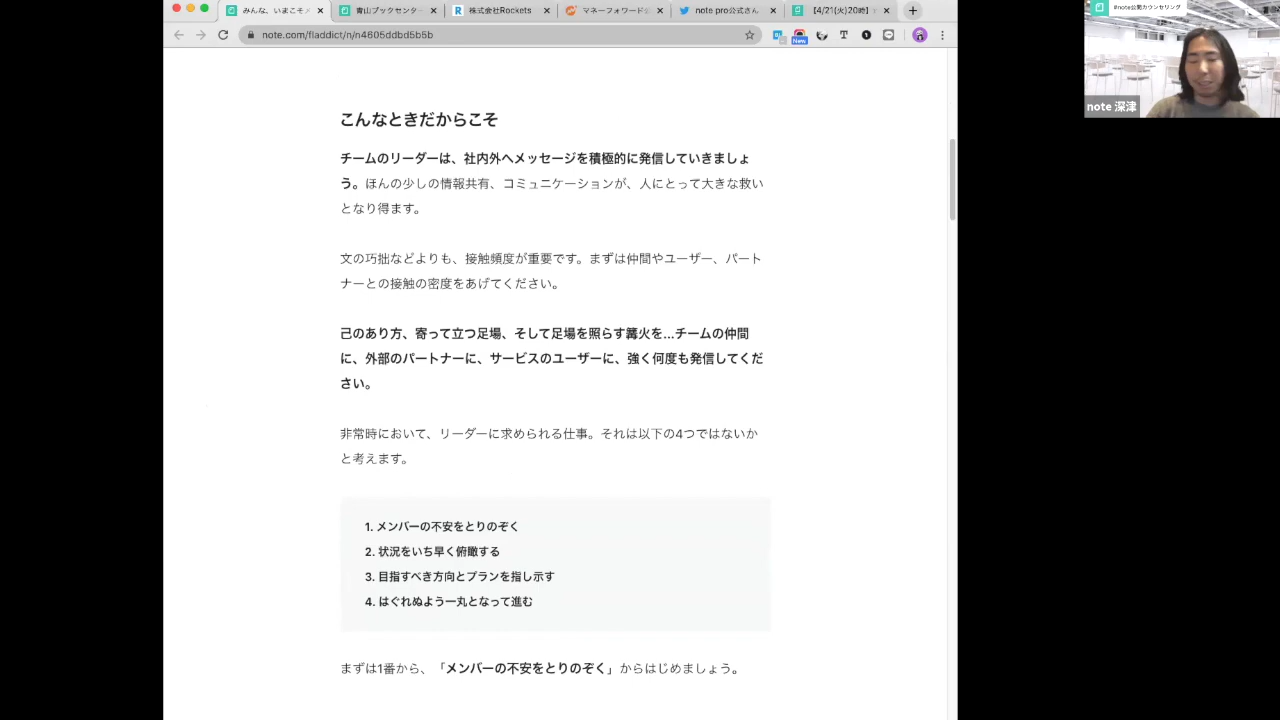 みんな、いまこそメ
青山ブックセンター
株式会社Rockets
マネーフォワード
note pro公式さん
【4/21(火)20時】
note.com/fladdict/n/n4605ddbd5b5b
New
#note公開カウンセリング
note 深津
こんなときだからこそ
チームのリーダーは、社内外へメッセージを積極的に発信していきましょ
う。ほんの少しの情報共有、コミュニケーションが、人にとって大きな救い
となり得ます。
文の巧拙などよりも、接触頻度が重要です。まずは仲間やユーザー、パート
ナーとの接触の密度をあげてください。
己のあり方、寄って立つ足場、そして足場を照らす篝火を...チームの仲間
に、外部のパートナーに、サービスのユーザーに、強く何度も発信してくだ
さい。
非常時において、リーダーに求められる仕事。それは以下の4つではないか
と考えます。
1. メンバーの不安をとりのぞく
2. 状況をいち早く俯瞰する
3. 目指すべき方向とプランを指し示す
4. はぐれぬよう一丸となって進む
まずは1番から、「メンバーの不安をとりのぞく」からはじめましょう。